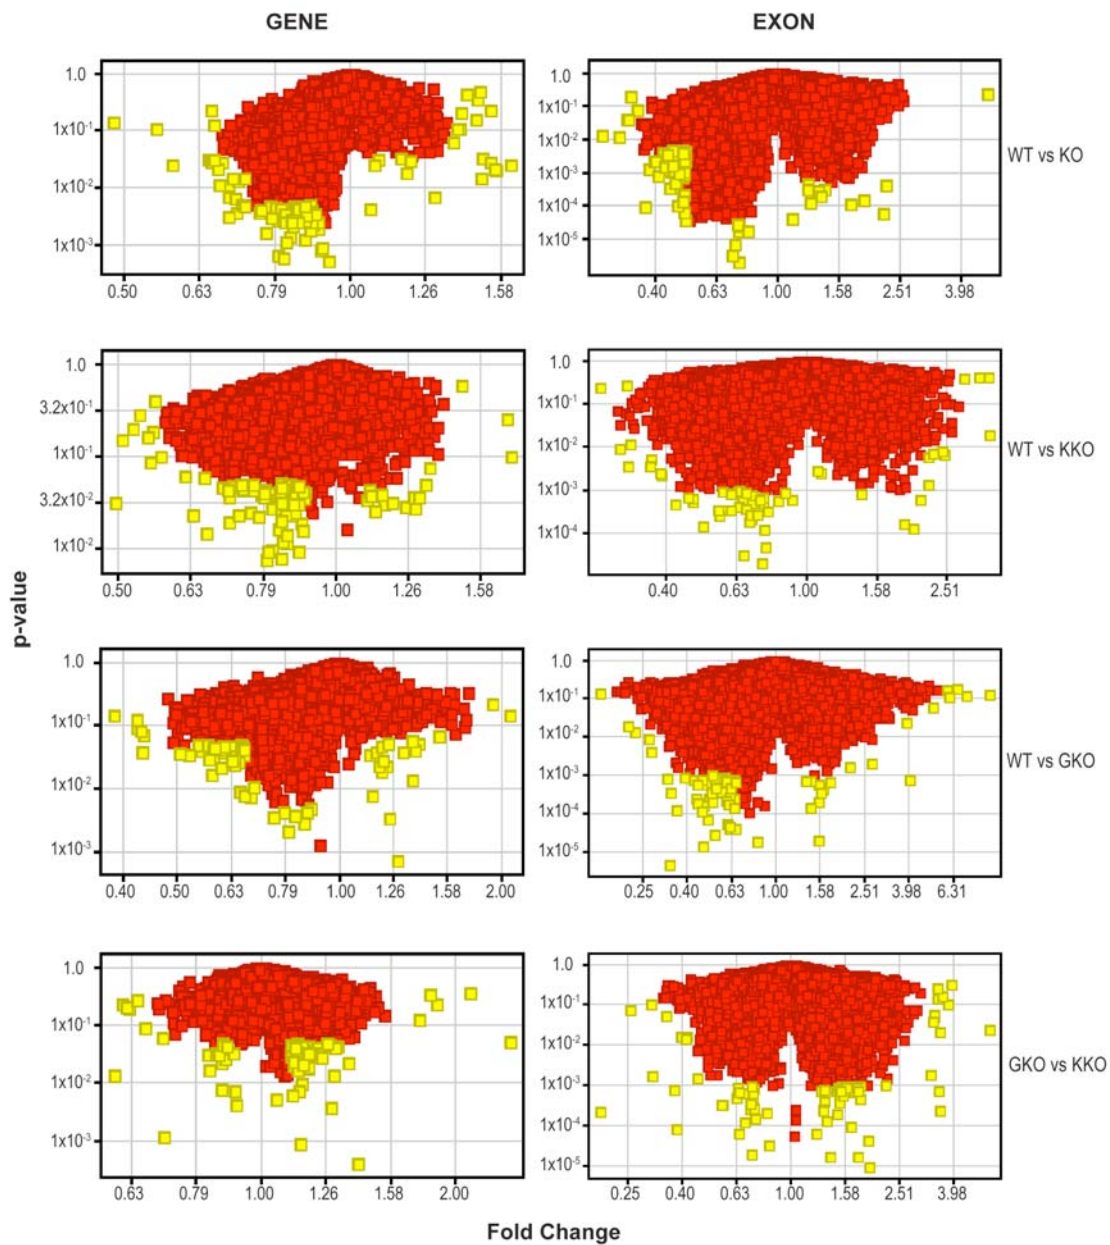 GENE EXON
1.0
1x10-1
1x10-2
1x10-3
0.50 0.63 0.79 1.00 1.26 1.58
1.0
1x10-1
1x10-2
1x10-3
1x10-4
1x10-5
0.40 0.63 1.00 1.58 2.51 3.98
WT vs KO
1.0
3.2x10-1
1x10-1
3.2x10-2
1x10-2
0.50 0.63 0.79 1.00 1.26 1.58
1.0
1x10-1
1x10-2
1x10-3
1x10-4
0.40 0.63 1.00 1.58 2.51
WT vs KKO
p-value
1.0
1x10-1
1x10-2
1x10-3
0.40 0.50 0.63 0.79 1.00 1.26 1.58 2.00
1.0
1x10-1
1x10-2
1x10-3
1x10-4
1x10-5
0.25 0.40 0.63 1.00 1.58 2.51 3.98 6.31
WT vs GKO
1.0
1x10-1
1x10-2
1x10-3
0.63 0.79 1.00 1.26 1.58 2.00
1.0
1x10-1
1x10-2
1x10-3
1x10-4
1x10-5
0.25 0.40 0.63 1.00 1.58 2.51 3.98
GKO vs KKO
Fold Change